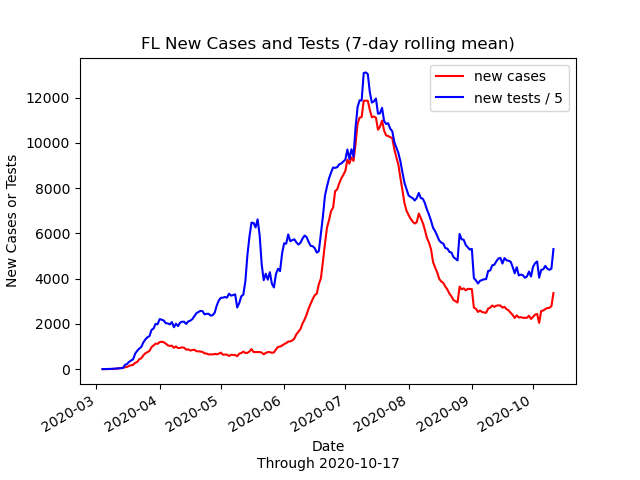 FL New Cases and Tests (7-day rolling mean)
new cases
new tests / 5
New Cases or Tests
12000
10000
8000
6000
4000
2000
0
2020-03
2020-04
2020-05
2020-06
2020-07
2020-08
2020-09
2020-10
Date
Through 2020-10-17